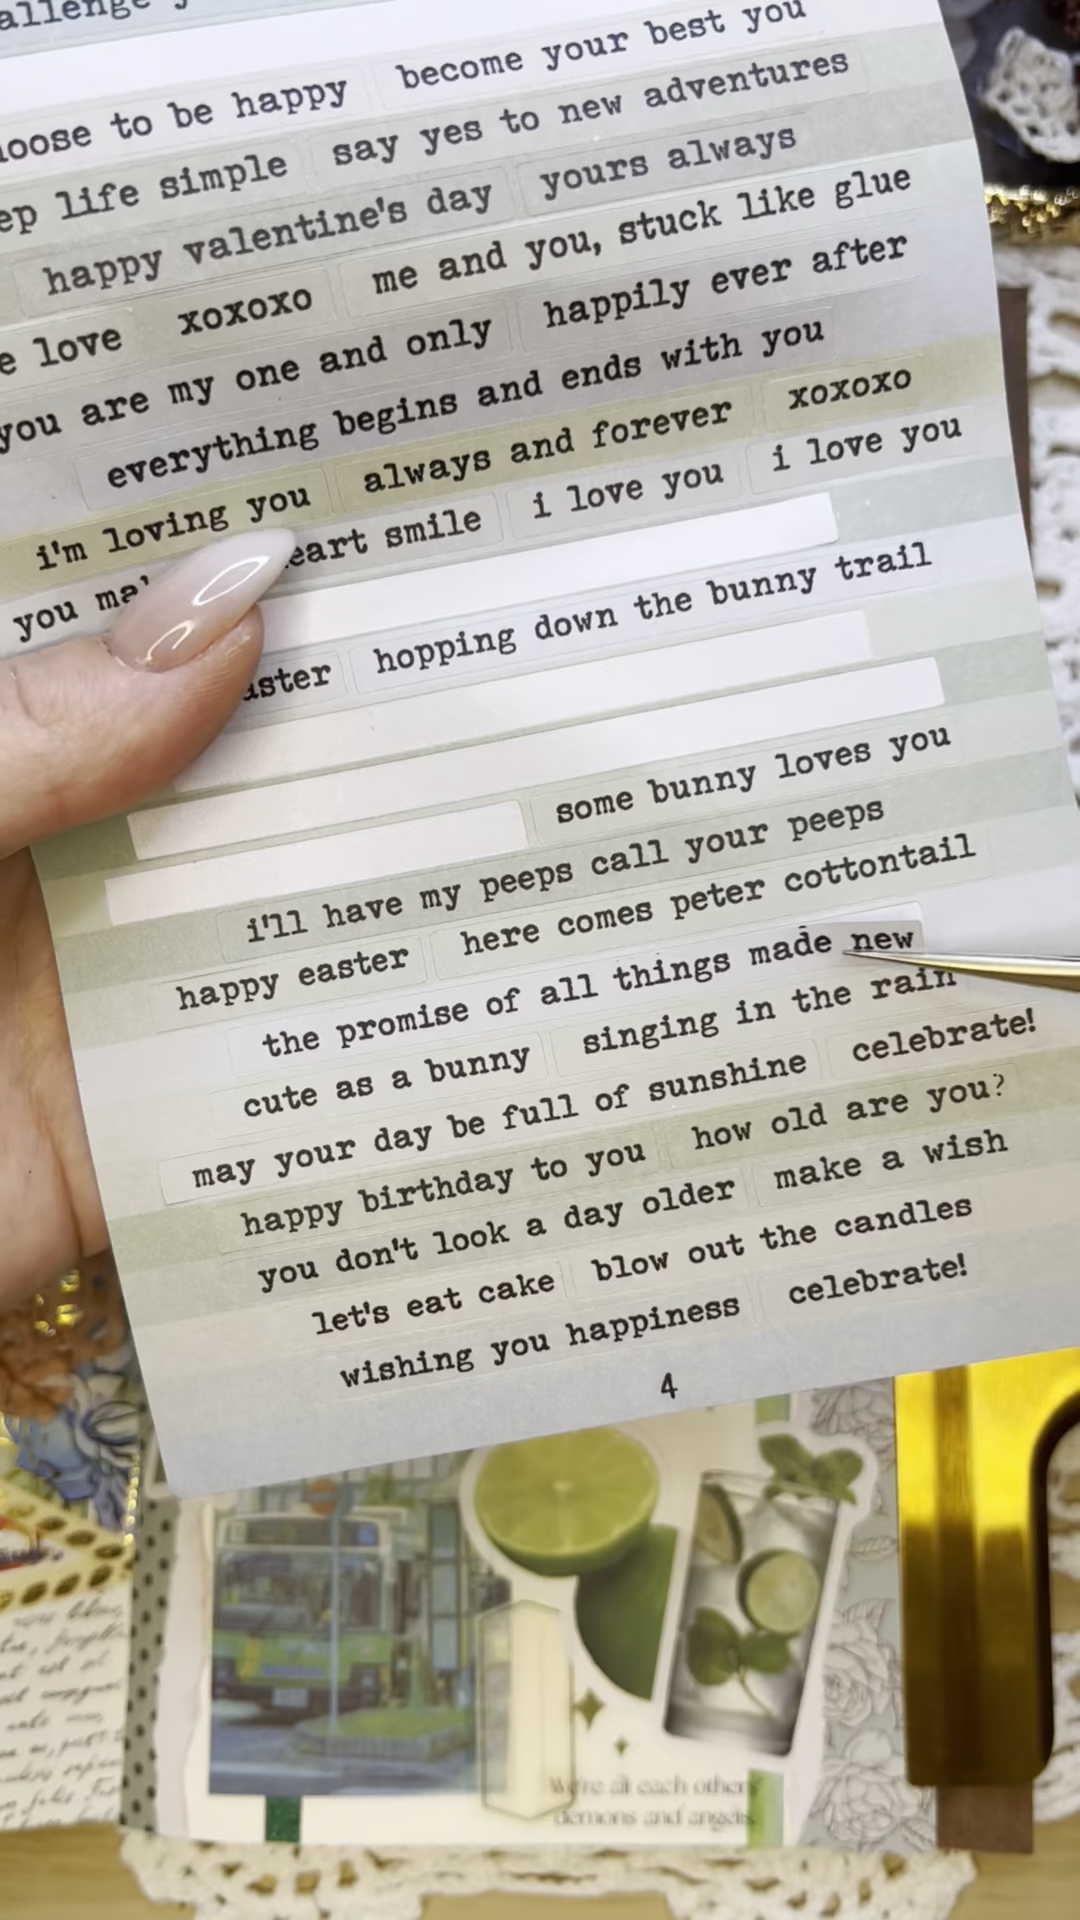 allenge
oose to be happy become your best you
ep life simple say yes to new adventures
happy valentine's day yours always
e love xoxoxo me and you, stuck like glue
you are my one and only happily ever after
everything begins and ends with you
i'm loving you always and forever xoxoxo
you ma eart smile i love you i love you
aster hopping down the bunny trail
some bunny loves you
i'll have my peeps call your peeps
happy easter here comes peter cottontail
the promise of all things made new
cute as a bunny singing in the rain
may your day be full of sunshine celebrate!
happy birthday to you how old are you?
you don't look a day older make a wish
let's eat cake blow out the candles
wishing you happiness celebrate!
4
We're all each others'
demons and angels.